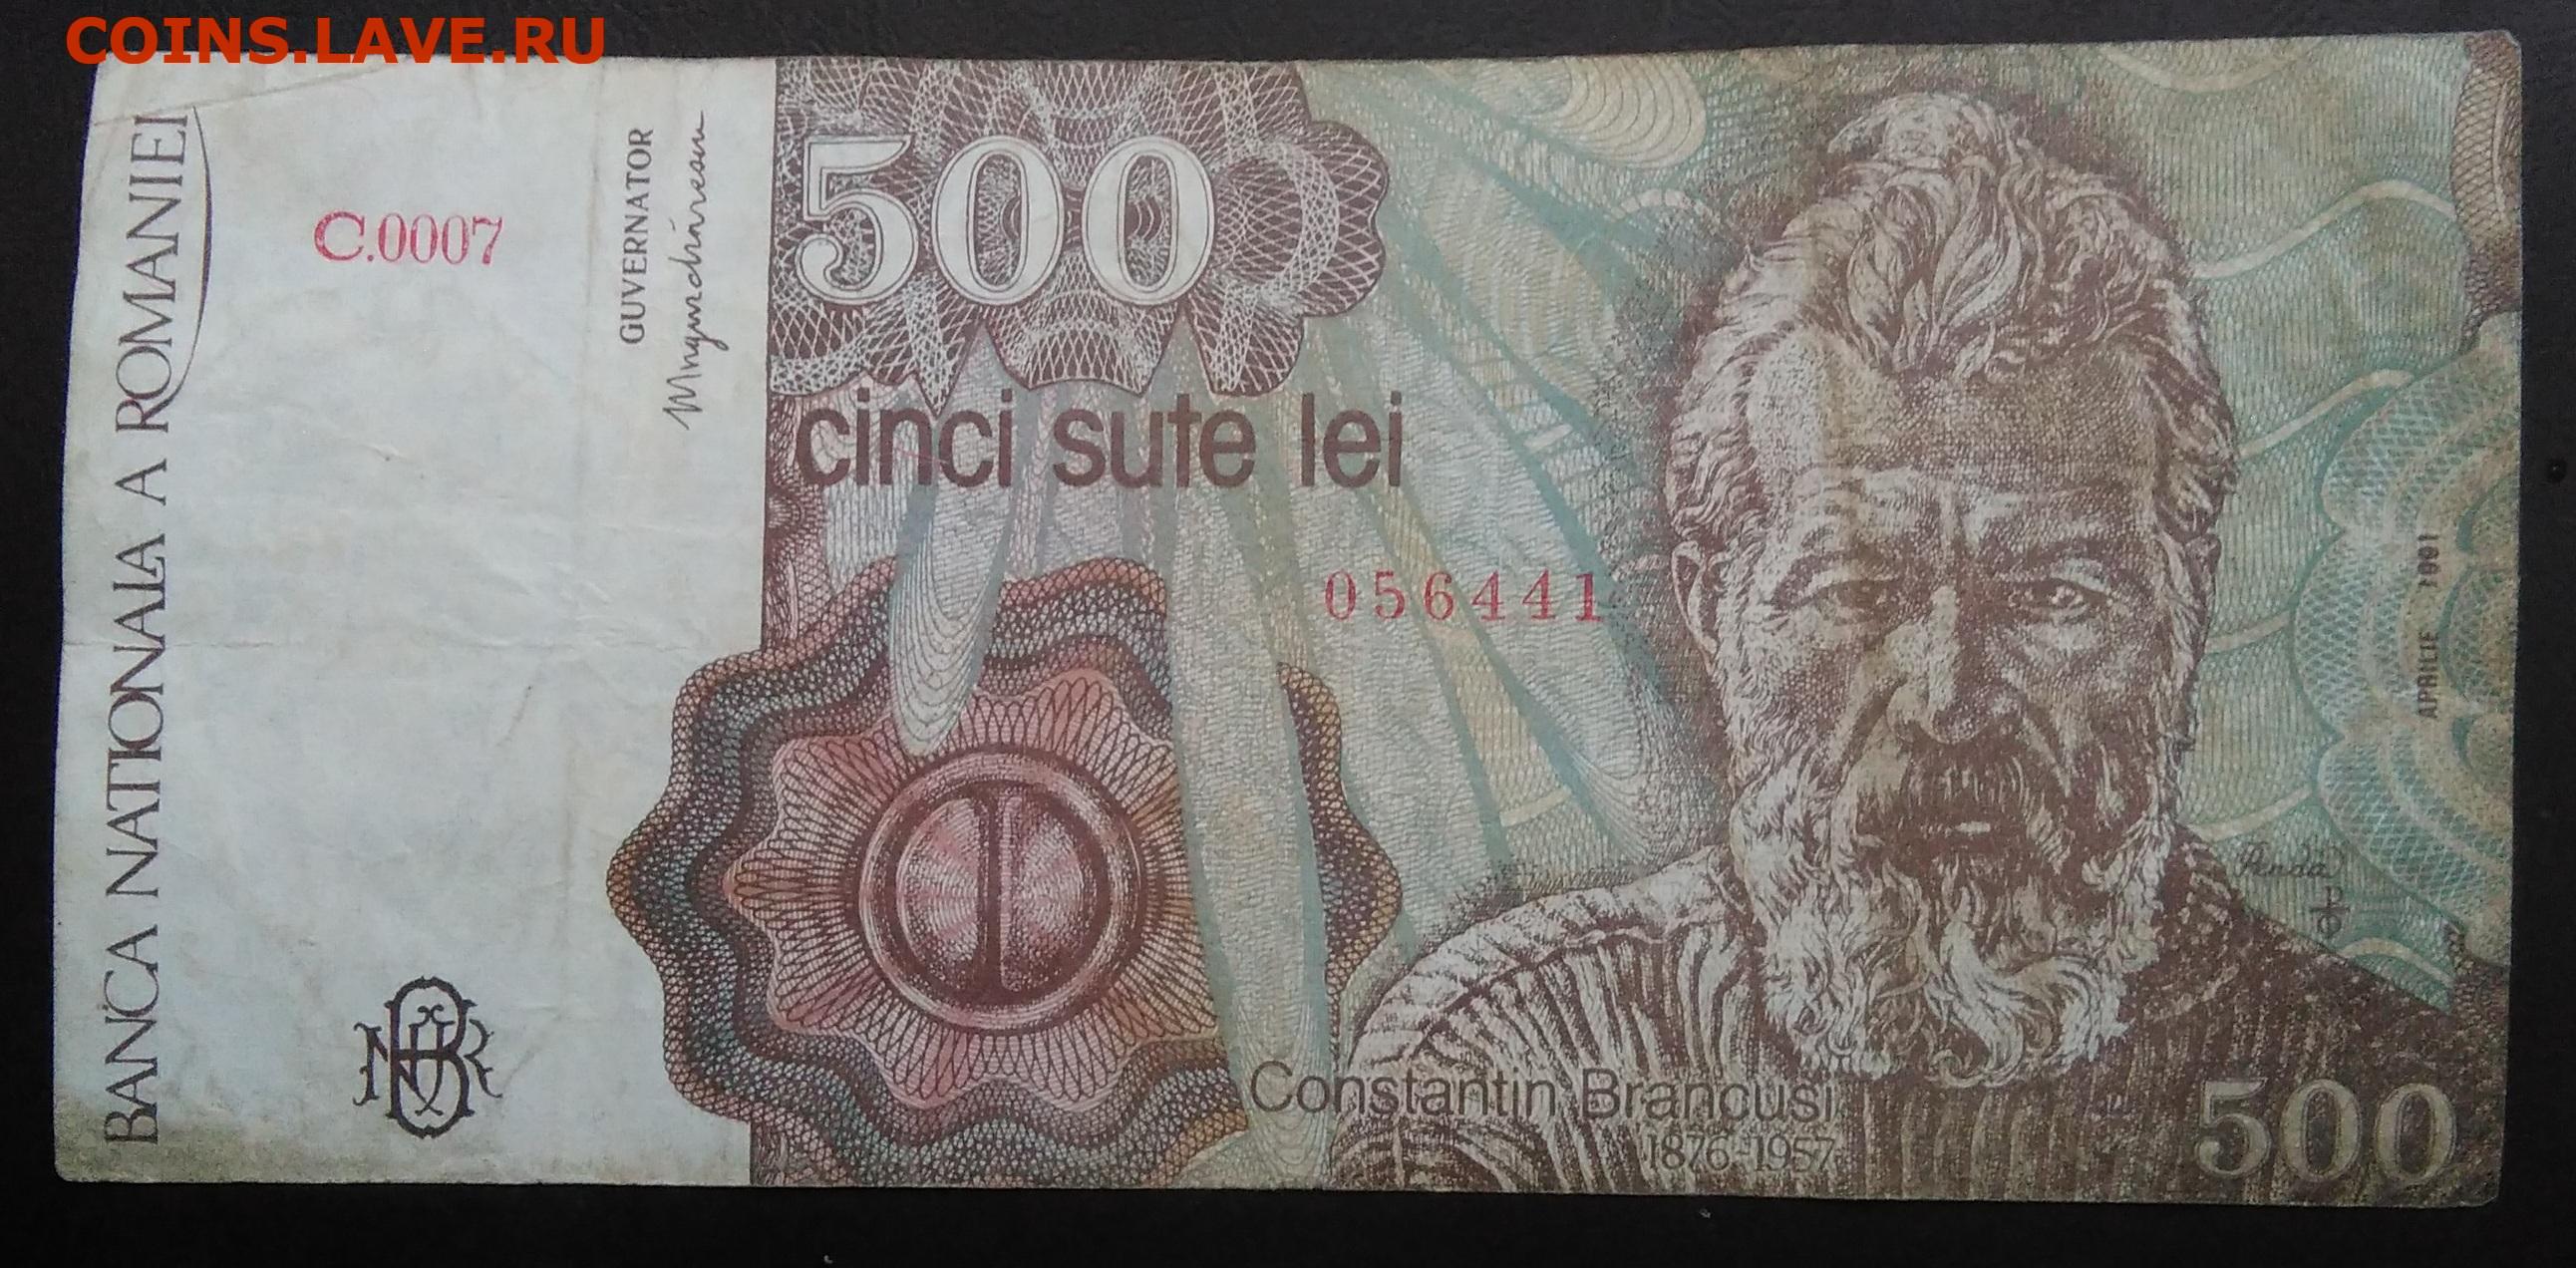 COINS.LAVE.RU
BANCA NATIONALA A ROMANIEI
C.0007
GUVERNATOR
500
cinci sute lei
056441
APRILIE 1991
Constantin Brancusi
1876-1957
500